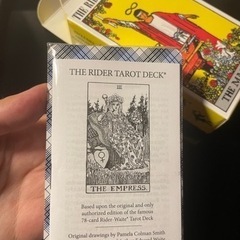 THE RIDER TAROT DECK®
III
THE EMPRESS.
Based upon the original and only
authorized edition of the famous
78-card Rider-Waite® Tarot Deck
Original drawings by Pamela Colman Smith